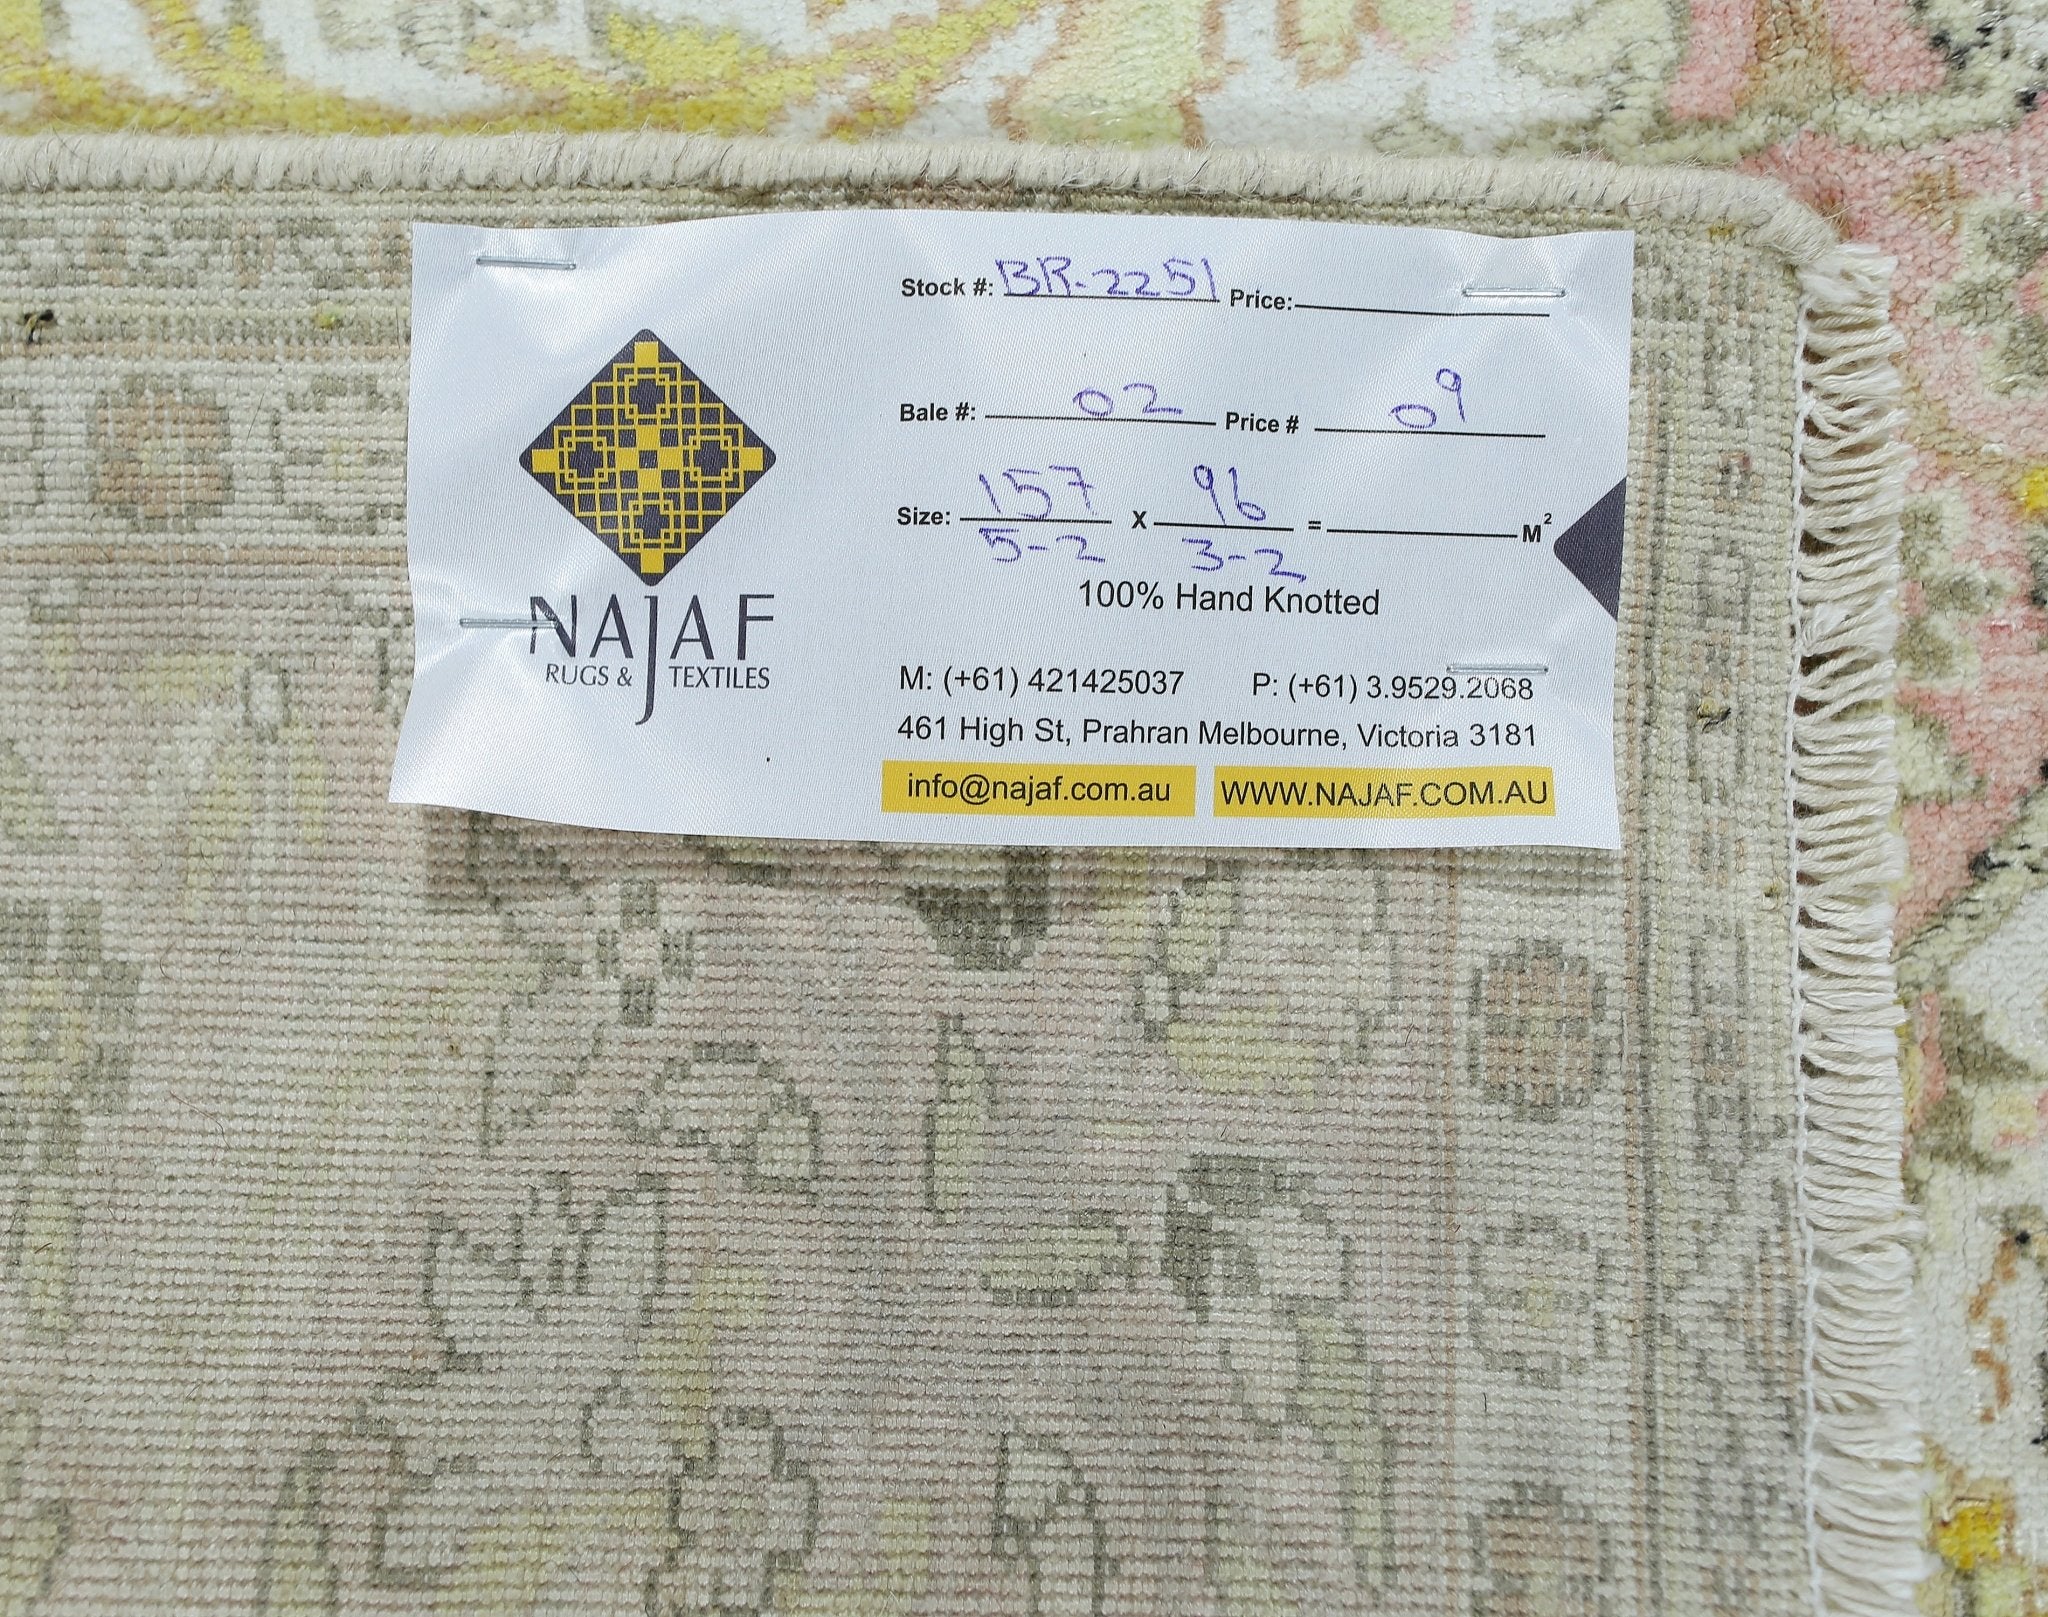 Stock #: BR-2251 Price:
Bale #: 02 Price # 09
Size: 157 X 96 = M²
5-2 3-2
100% Hand Knotted
NAJAF
RUGS & TEXTILES
M: (+61) 421425037 P: (+61) 3.9529.2068
461 High St, Prahran Melbourne, Victoria 3181
info@najaf.com.au WWW.NAJAF.COM.AU